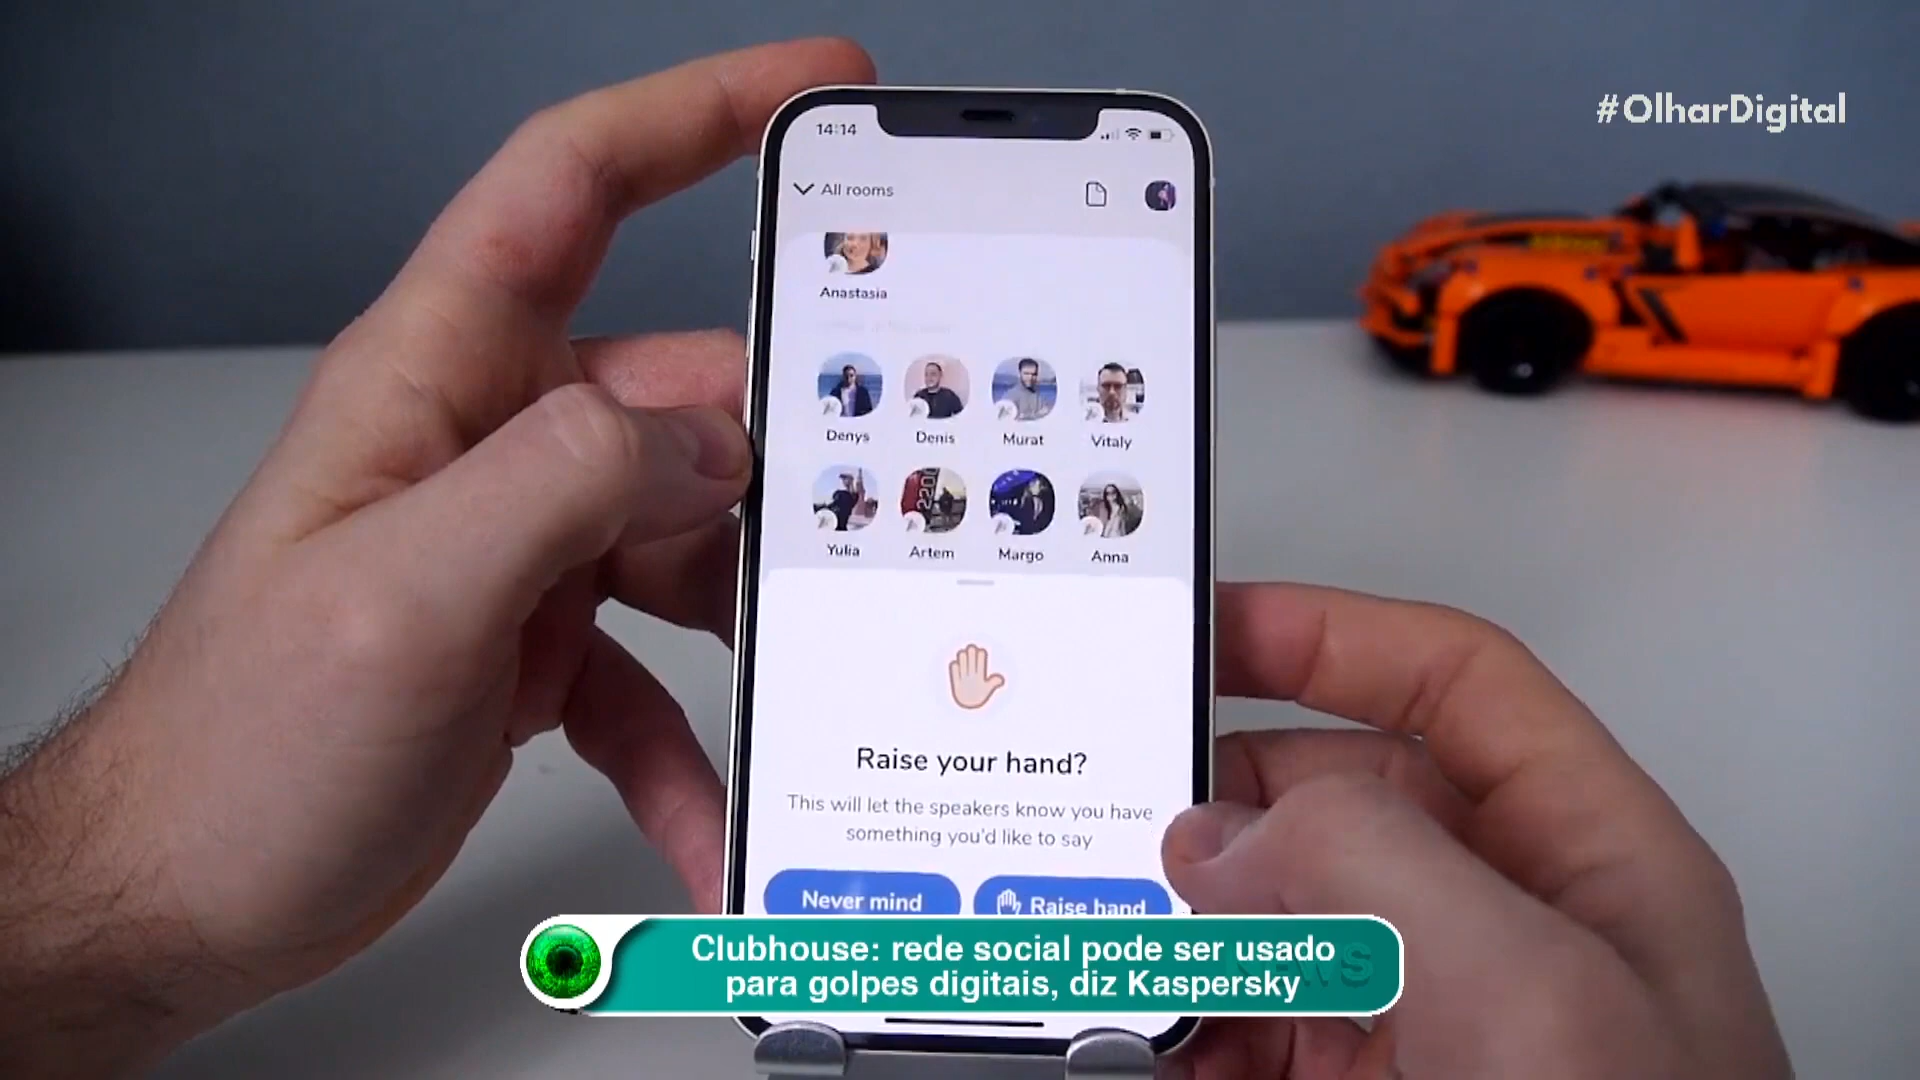 #OlharDigital
14:14
All rooms
Anastasia
Denys Denis Murat Vitaly
Yulia Artem Margo Anna
Raise your hand?
This will let the speakers know you have
something you'd like to say
Never mind
Raise hand
Clubhouse: rede social pode ser usado
para golpes digitais, diz Kaspersky